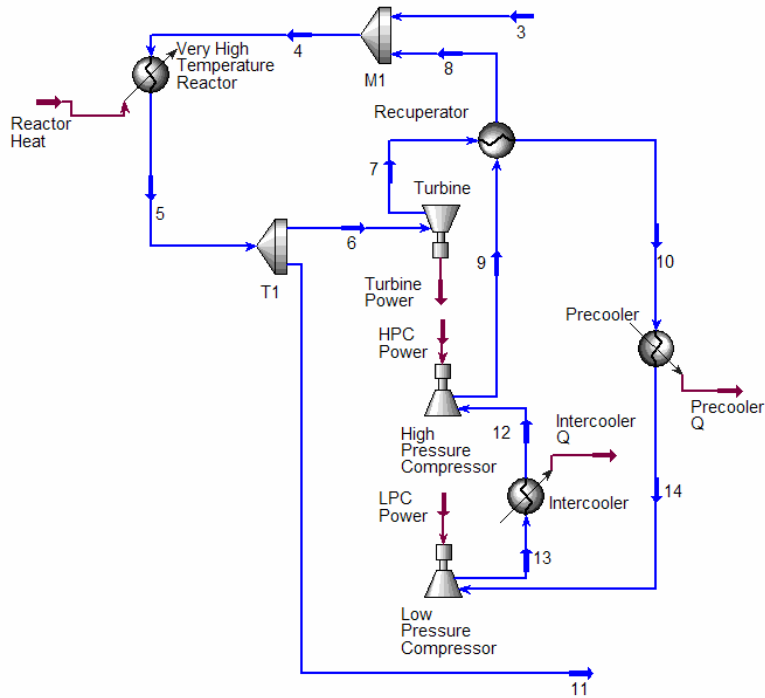 3
4
Very High
Temperature
Reactor
8
M1
Reactor
Heat
Recuperator
7
Turbine
5
6
9
10
T1
Turbine
Power
Precooler
HPC
Power
Precooler
Q
12
Intercooler
Q
High
Pressure
Compressor
14
LPC
Power
Intercooler
13
Low
Pressure
Compressor
11